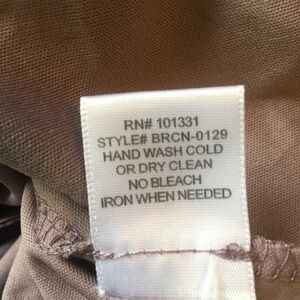 RN# 101331
STYLE# BRCN-0129
HAND WASH COLD
OR DRY CLEAN
NO BLEACH
IRON WHEN NEEDED